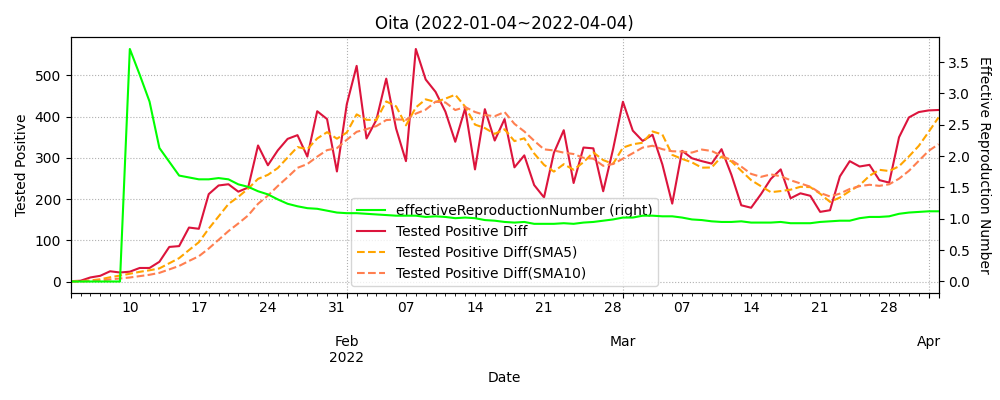 Oita (2022-01-04~2022-04-04)
Tested Positive
500
400
300
200
100
0
3.5
3.0
2.5
2.0
1.5
1.0
0.5
0.0
Effective Reproduction Number
effectiveReproductionNumber (right)
Tested Positive Diff
Tested Positive Diff(SMA5)
Tested Positive Diff(SMA10)
10 17 24 31 07 14 21 28 07 14 21 28
Feb Mar Apr
2022
Date